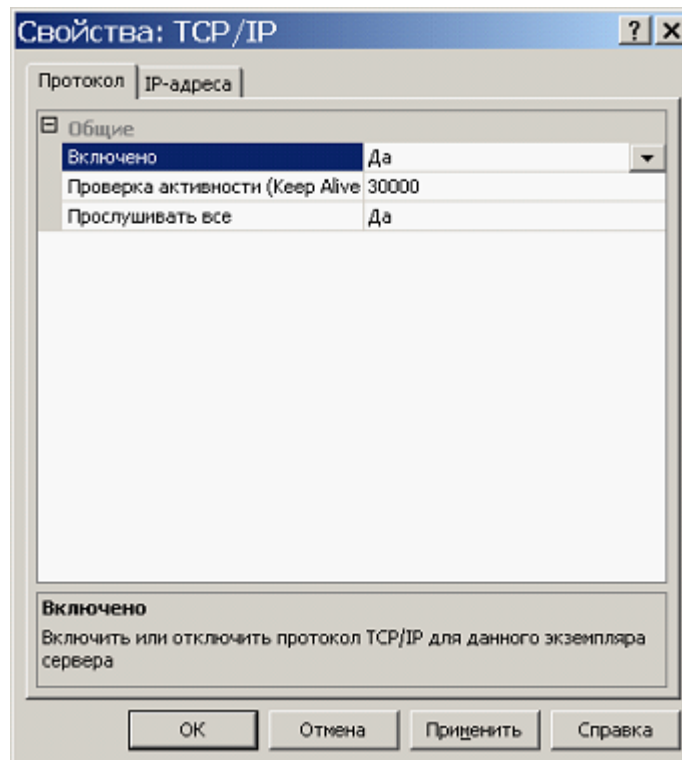 Свойства: TCP/IP
Протокол IP-адреса
Общие
Включено Да
Проверка активности (Keep Alive 30000
Прослушивать все Да
Включено
Включить или отключить протокол TCP/IP для данного экземпляра
сервера
ОК Отмена Применить Справка